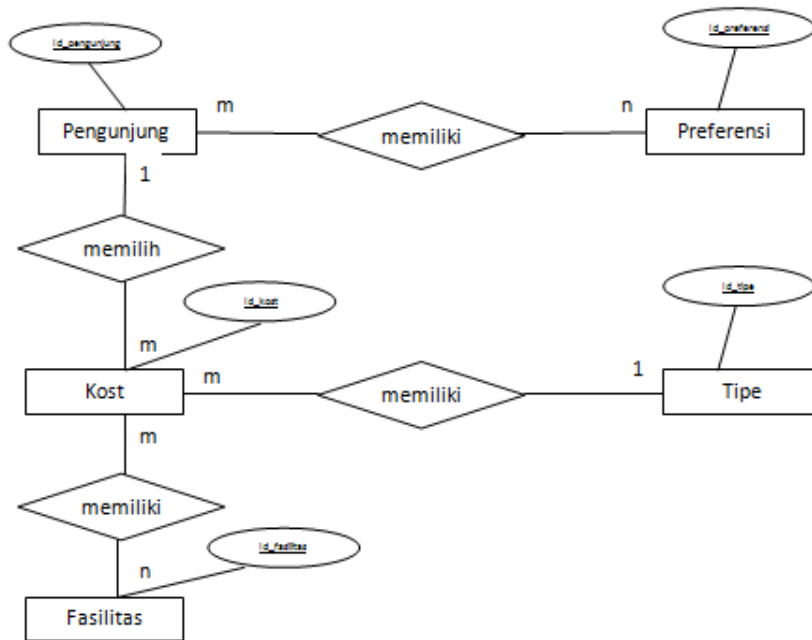 Id_pengunjung
Id_preferensi
Pengunjung
m
memiliki
n
Preferensi
1
memilih
Id_kost
Id_tipe
m
Kost
m
memiliki
1
Tipe
m
memiliki
Id_fasilitas
n
Fasilitas